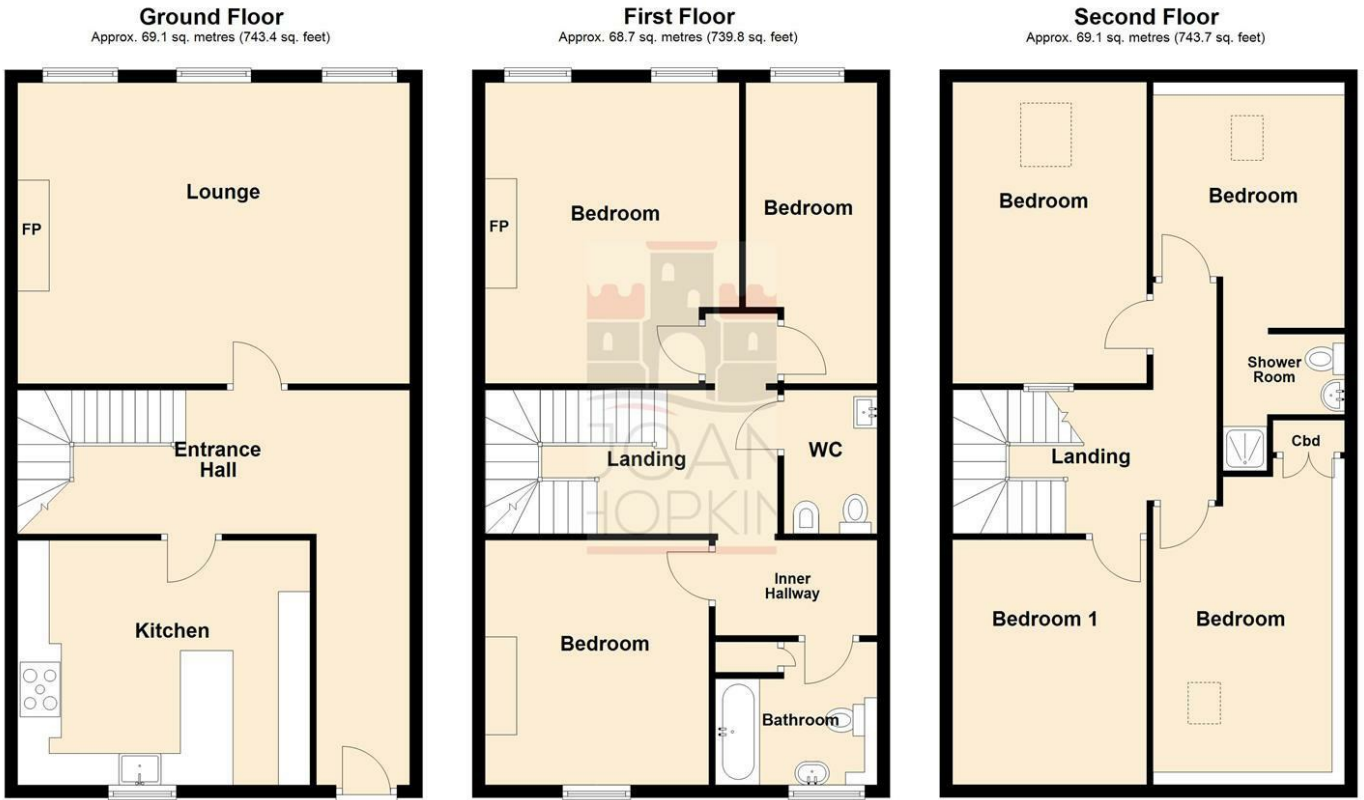 Ground Floor
Approx. 69.1 sq. metres (743.4 sq. feet)
Lounge
FP
Entrance
Hall
Kitchen
First Floor
Approx. 68.7 sq. metres (739.8 sq. feet)
Bedroom
Bedroom
FP
Landing
WC
JOAN
HOPKIN
Inner
Hallway
Bedroom
Bathroom
Second Floor
Approx. 69.1 sq. metres (743.7 sq. feet)
Bedroom
Bedroom
Shower
Room
Cbd
Landing
Bedroom 1
Bedroom